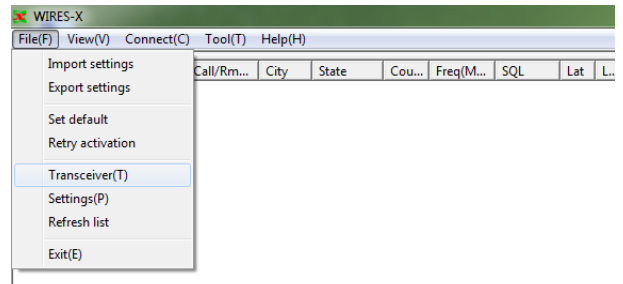 WIRES-X
File(F) View(V) Connect(C) Tool(T) Help(H)
Call/Rm... City State Cou... Freq(M... SQL Lat L...
Import settings
Export settings
Set default
Retry activation
Transceiver(T)
Settings(P)
Refresh list
Exit(E)